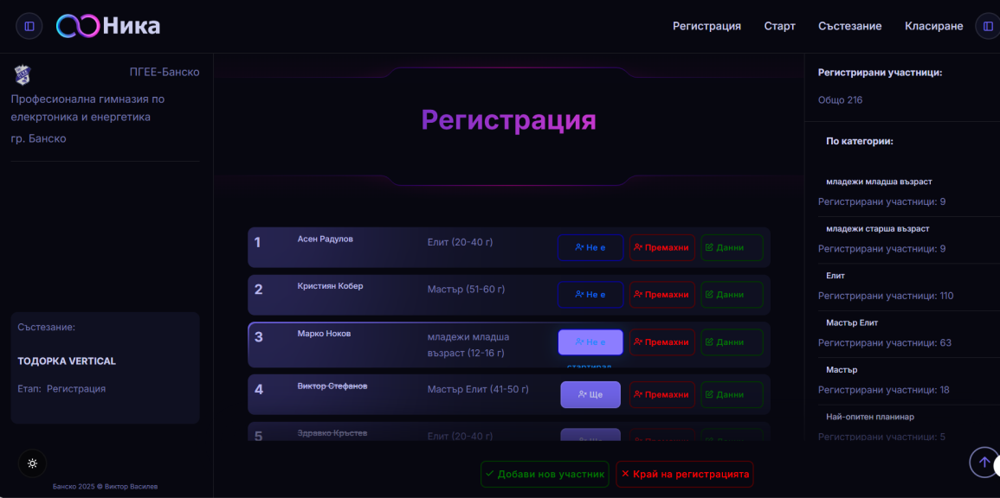 Ника
Регистрация
Старт
Състезание
Класиране
ПГЕЕ-Банско
Професионална гимназия по
елекртоника и енергетика
гр. Банско
Състезание:
ТОДОРКА VERTICAL
Етап: Регистрация
Банско 2025 © Виктор Василев
Регистрация
1 Асен Радулов Елит (20-40 г) Не е Премахни Данни
2 Кристиян Кобер Мастър (51-60 г) Не е Премахни Данни
3 Марко Ноков младежи младша Не е Премахни Данни
възраст (12-16 г) стартирал
4 Виктор Стефанов Мастър Елит (41-50 г) Ще Премахни Данни
5 Здравко Кръстев Елит (20-40 г) Ще Премахни Данни
Добави нов участник
Край на регистрацията
Регистрирани участници:
Общо 216
По категории:
младежи младша възраст
Регистрирани участници: 9
младежи старша възраст
Регистрирани участници: 9
Елит
Регистрирани участници: 110
Мастър Елит
Регистрирани участници: 63
Мастър
Регистрирани участници: 18
Най-опитен планинар
Регистрирани участници: 5